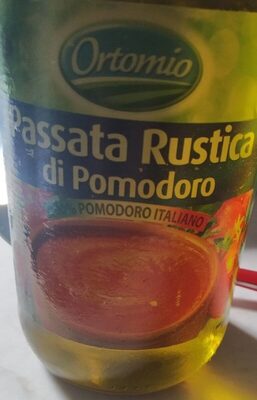 Ortomio
Passata Rustica
di Pomodoro
POMODORO ITALIANO